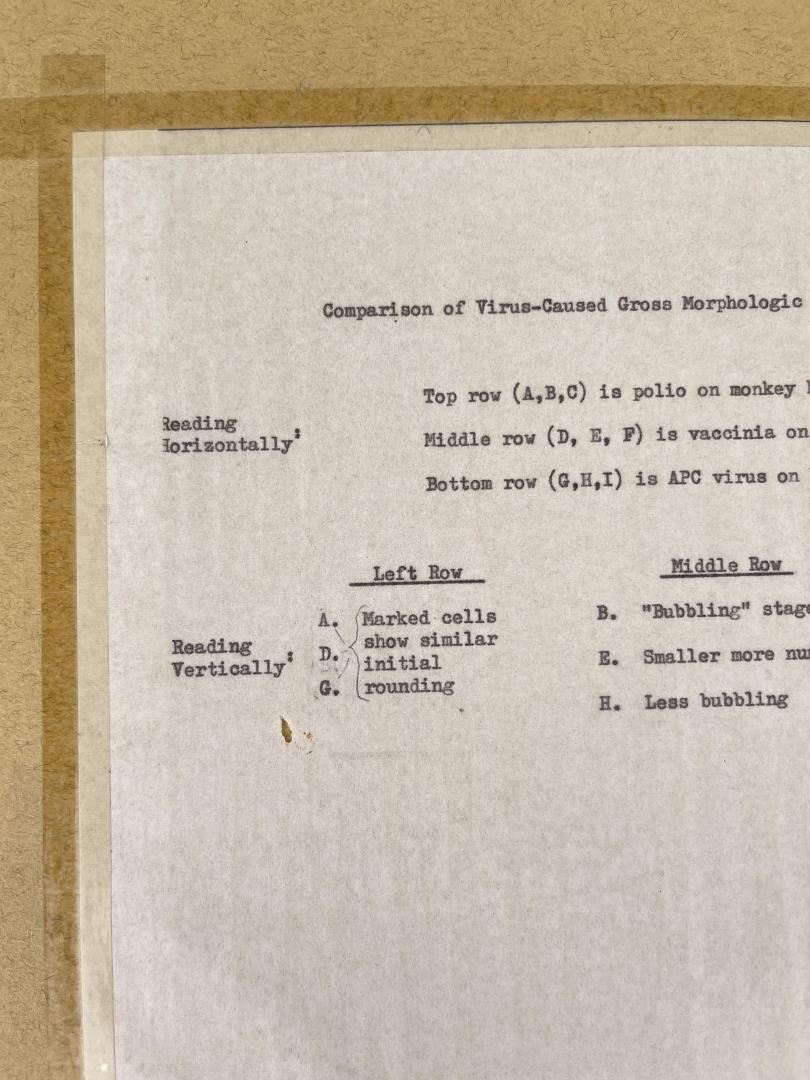 Comparison of Virus-Caused Gross Morphologic
Top row (A,B,C) is polio on monkey
Reading
Horizontally:
Middle row (D, E, F) is vaccinia on
Bottom row (G,H,I) is APC virus on
Left Row
Middle Row
Reading
Vertically:
A. Marked cells
show similar
D. initial
G. rounding
B. "Bubbling" stage
E. Smaller more
H. Less bubbling